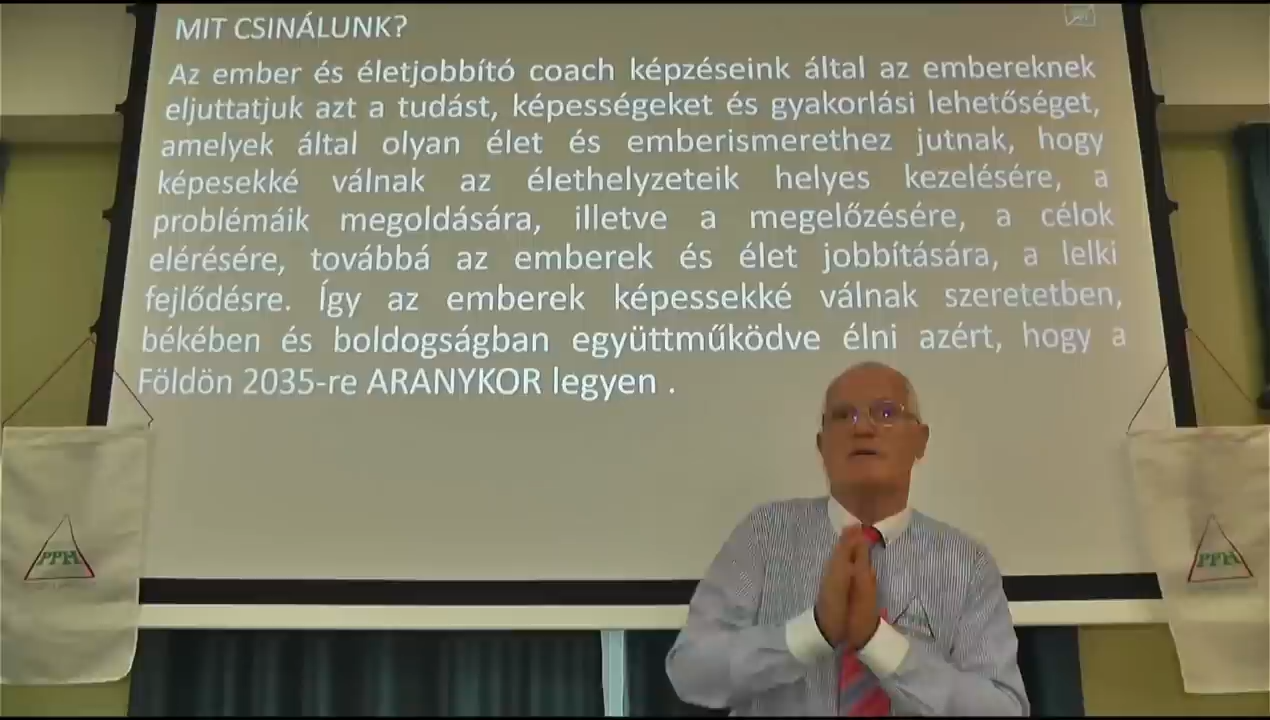 MIT CSINÁLUNK?
Az ember és életjobbító coach képzéseink által az embereknek
eljuttatjuk azt a tudást, képességeket és gyakorlási lehetőséget,
amelyek által olyan élet és emberismerethez jutnak, hogy
képesekké válnak az élethelyzeteik helyes kezelésére, a
problémáik megoldására, illetve a megelőzésére, a célok
elérésére, továbbá az emberek és élet jobbítására, a lelki
fejlődésre. Így az emberek képessekké válnak szeretetben,
békében és boldogságban együttműködve élni azért, hogy a
Földön 2035-re ARANYKOR legyen .
PPH
PPH